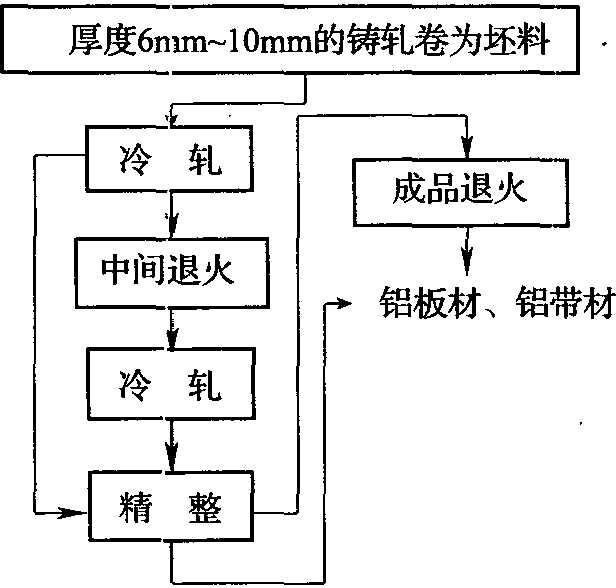 厚度6mm~10mm的铸轧卷为坯料
冷 轧
中间退火
冷 轧
精 整
成品退火
铝板材、铝带材